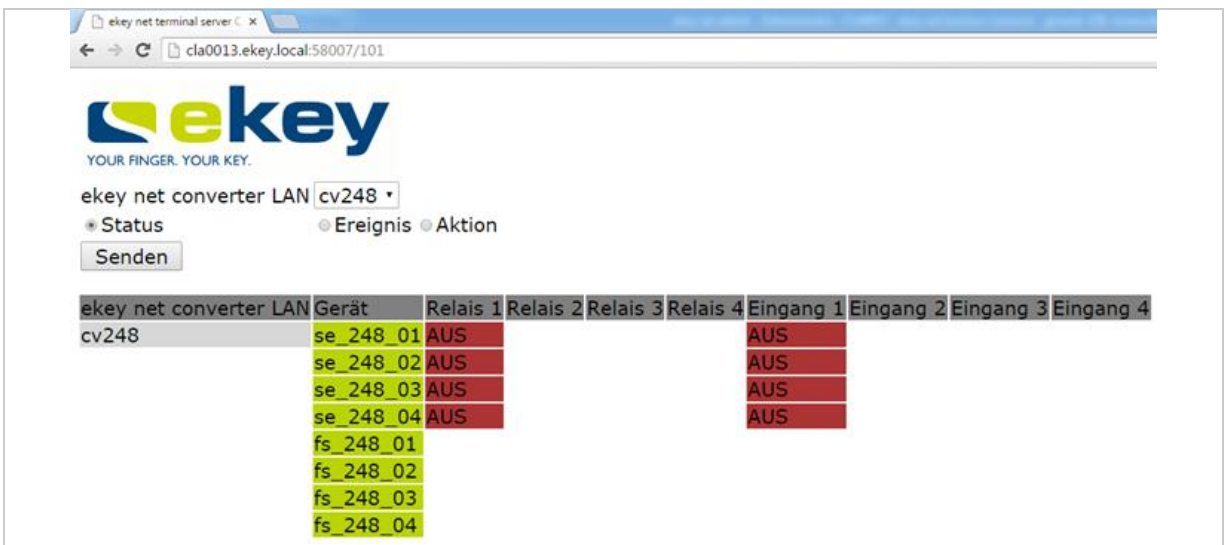 ekey net terminal server C
cla0013.ekey.local:58007/101
ekey
YOUR FINGER. YOUR KEY.
ekey net converter LAN cv248
Status Ereignis Aktion
Senden
ekey net converter LAN Gerät Relais 1 Relais 2 Relais 3 Relais 4 Eingang 1 Eingang 2 Eingang 3 Eingang 4
cv248 se_248_01 AUS AUS
se_248_02 AUS AUS
se_248_03 AUS AUS
se_248_04 AUS AUS
fs_248_01
fs_248_02
fs_248_03
fs_248_04